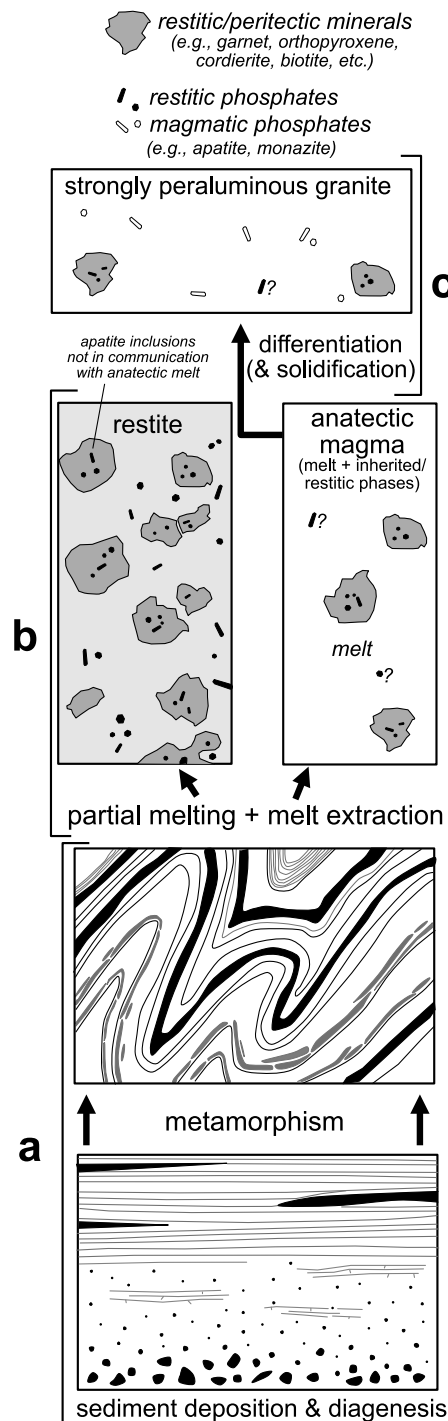 restitic/peritectic minerals
(e.g., garnet, orthopyroxene,
cordierite, biotite, etc.)
restitic phosphates
magmatic phosphates
(e.g., apatite, monazite)
strongly peraluminous granite
?
c
apatite inclusions
not in communication
with anatectic melt
differentiation
(& solidification)
restite
anatectic
magma
(melt + inherited/
restitic phases)
?
melt
?
b
partial melting + melt extraction
metamorphism
a
sediment deposition & diagenesis